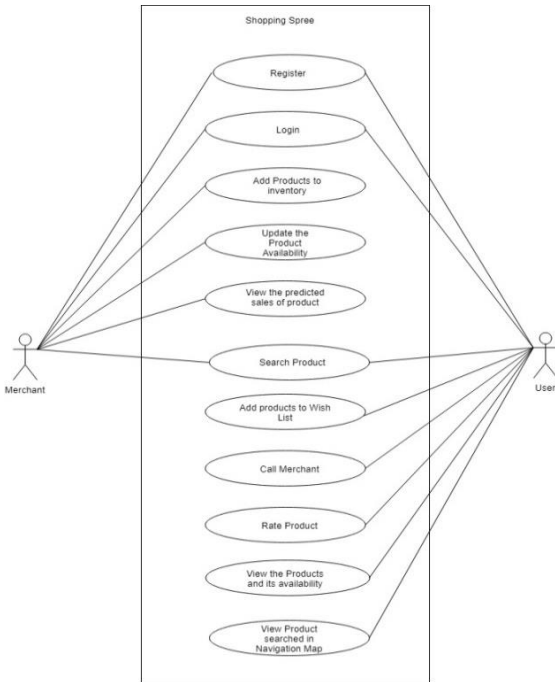 Shopping Spree
Register
Login
Add Products to
inventory
Update the
Product
Availability
View the predicted
sales of product
Search Product
Merchant
User
Add products to Wish
List
Call Merchant
Rate Product
View the Products
and its availability
View Product
searched in
Navigation Map